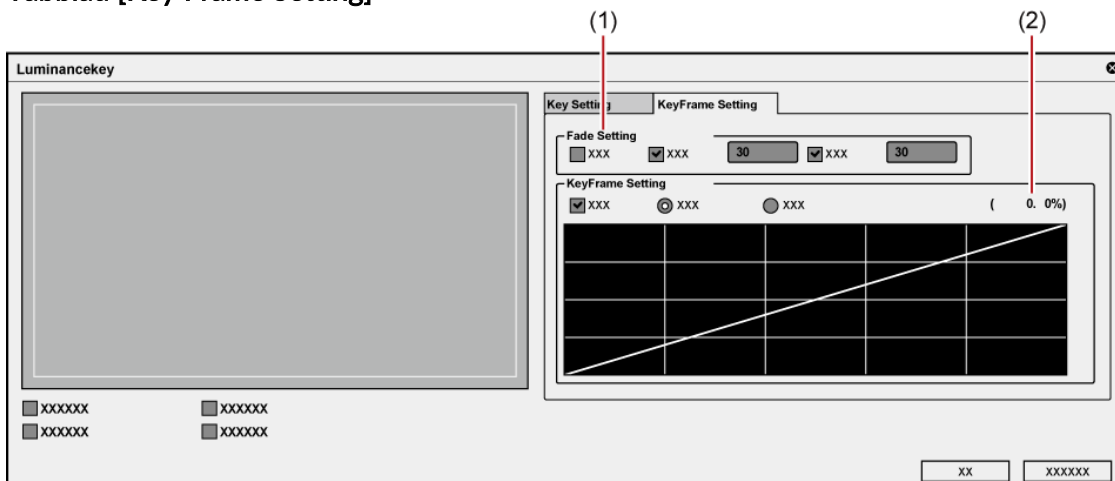 (1) (2)
Luminancekey
Key Setting KeyFrame Setting
Fade Setting
XXX XXX 30 XXX 30
KeyFrame Setting
XXX XXX XXX ( 0. 0%)
XXXXXX XXXXXX
XXXXXX XXXXXX
XX XXXXXX